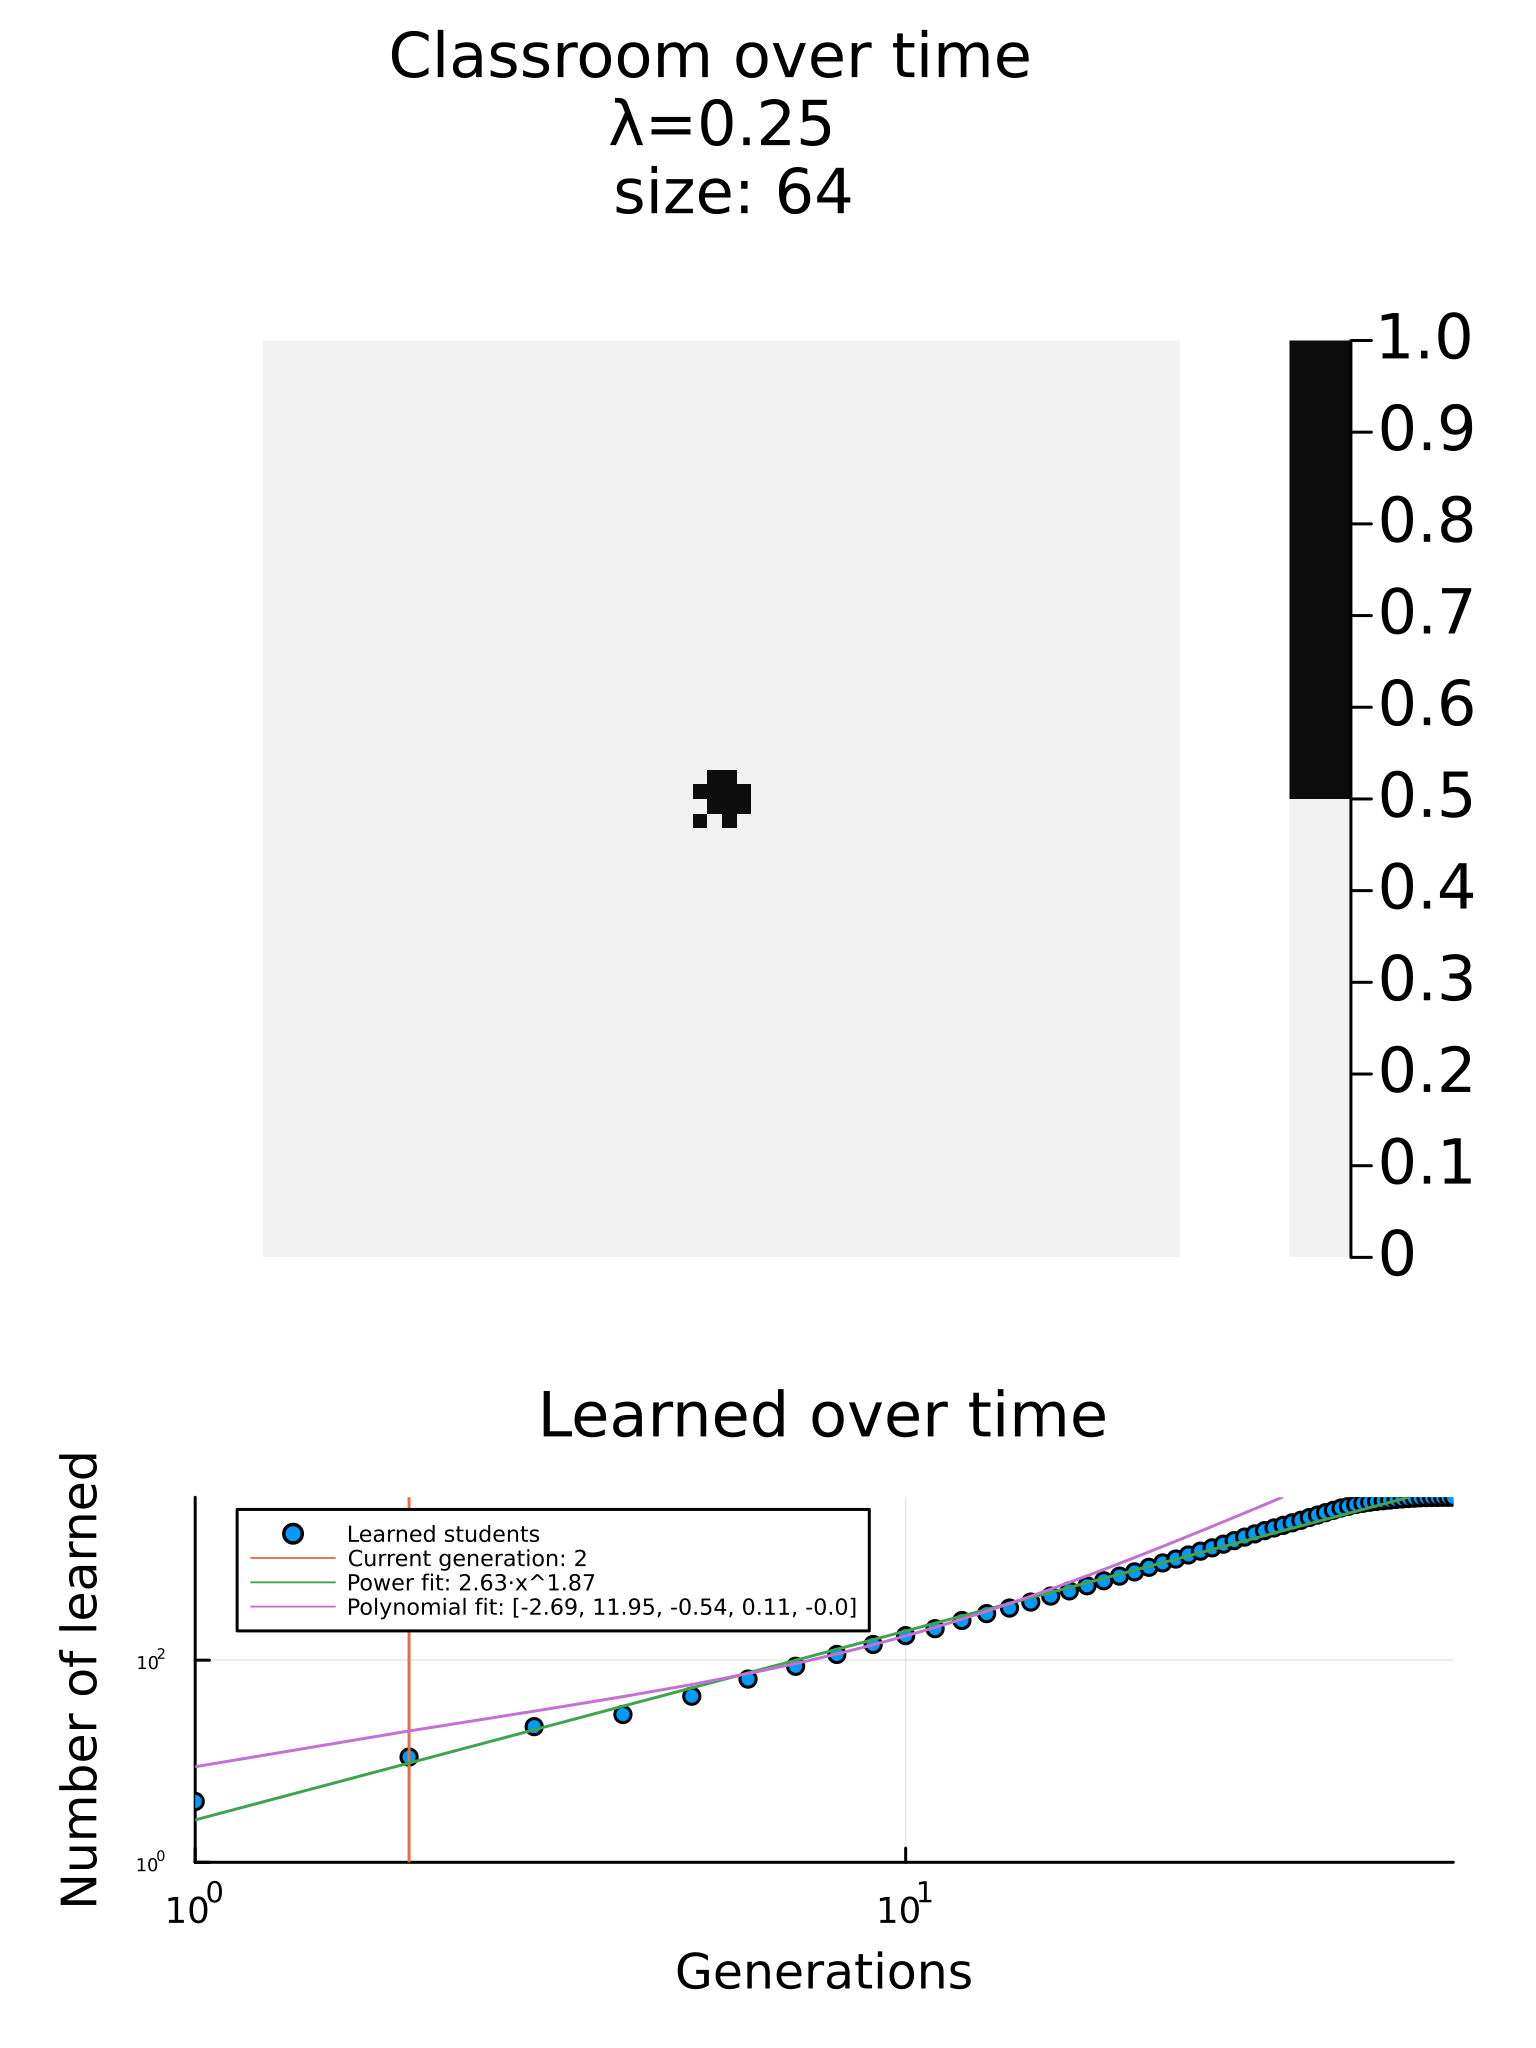 Classroom over time
λ=0.25
size: 64
1.0
0.9
0.8
0.7
0.6
0.5
0.4
0.3
0.2
0.1
0
Learned over time
Number of learned
Learned students
Current generation: 2
Power fit: 2.63·x^1.87
Polynomial fit: [-2.69, 11.95, -0.54, 0.11, -0.0]
10²
10⁰
10⁰ 10¹
Generations